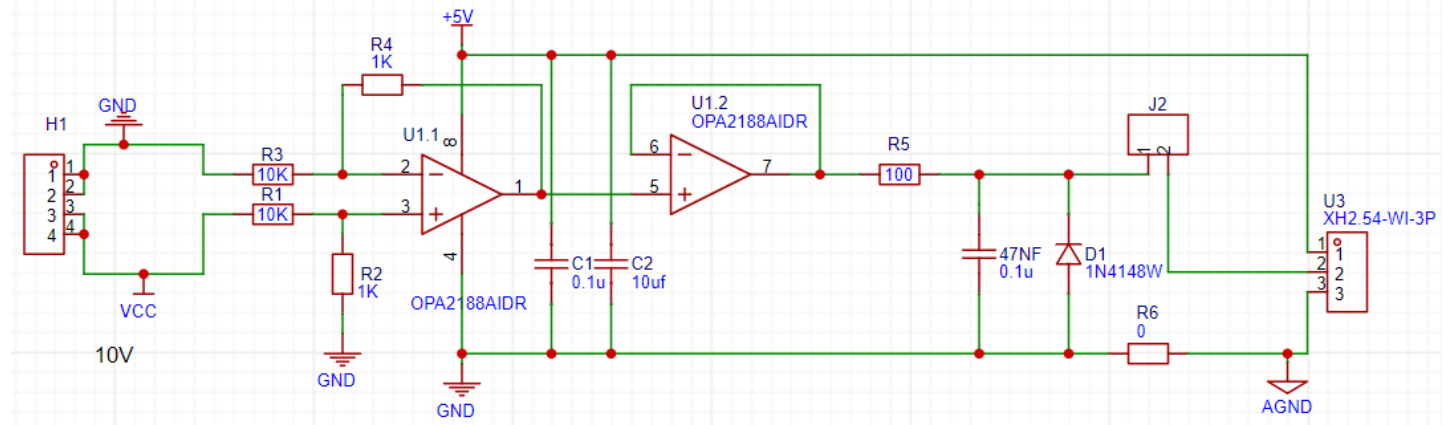 +5V
R4
1K
GND
H1
1
2
3
4
1
2
3
4
R3
10K
R1
10K
R2
1K
GND
VCC
10V
U1.1
8
2
3
1
4
OPA2188AIDR
GND
C1
0.1u
C2
10uf
U1.2
OPA2188AIDR
6
5
7
R5
100
47NF
0.1u
D1
1N4148W
J2
1
2
R6
0
U3
XH2.54-WI-3P
1
2
3
1
2
3
AGND